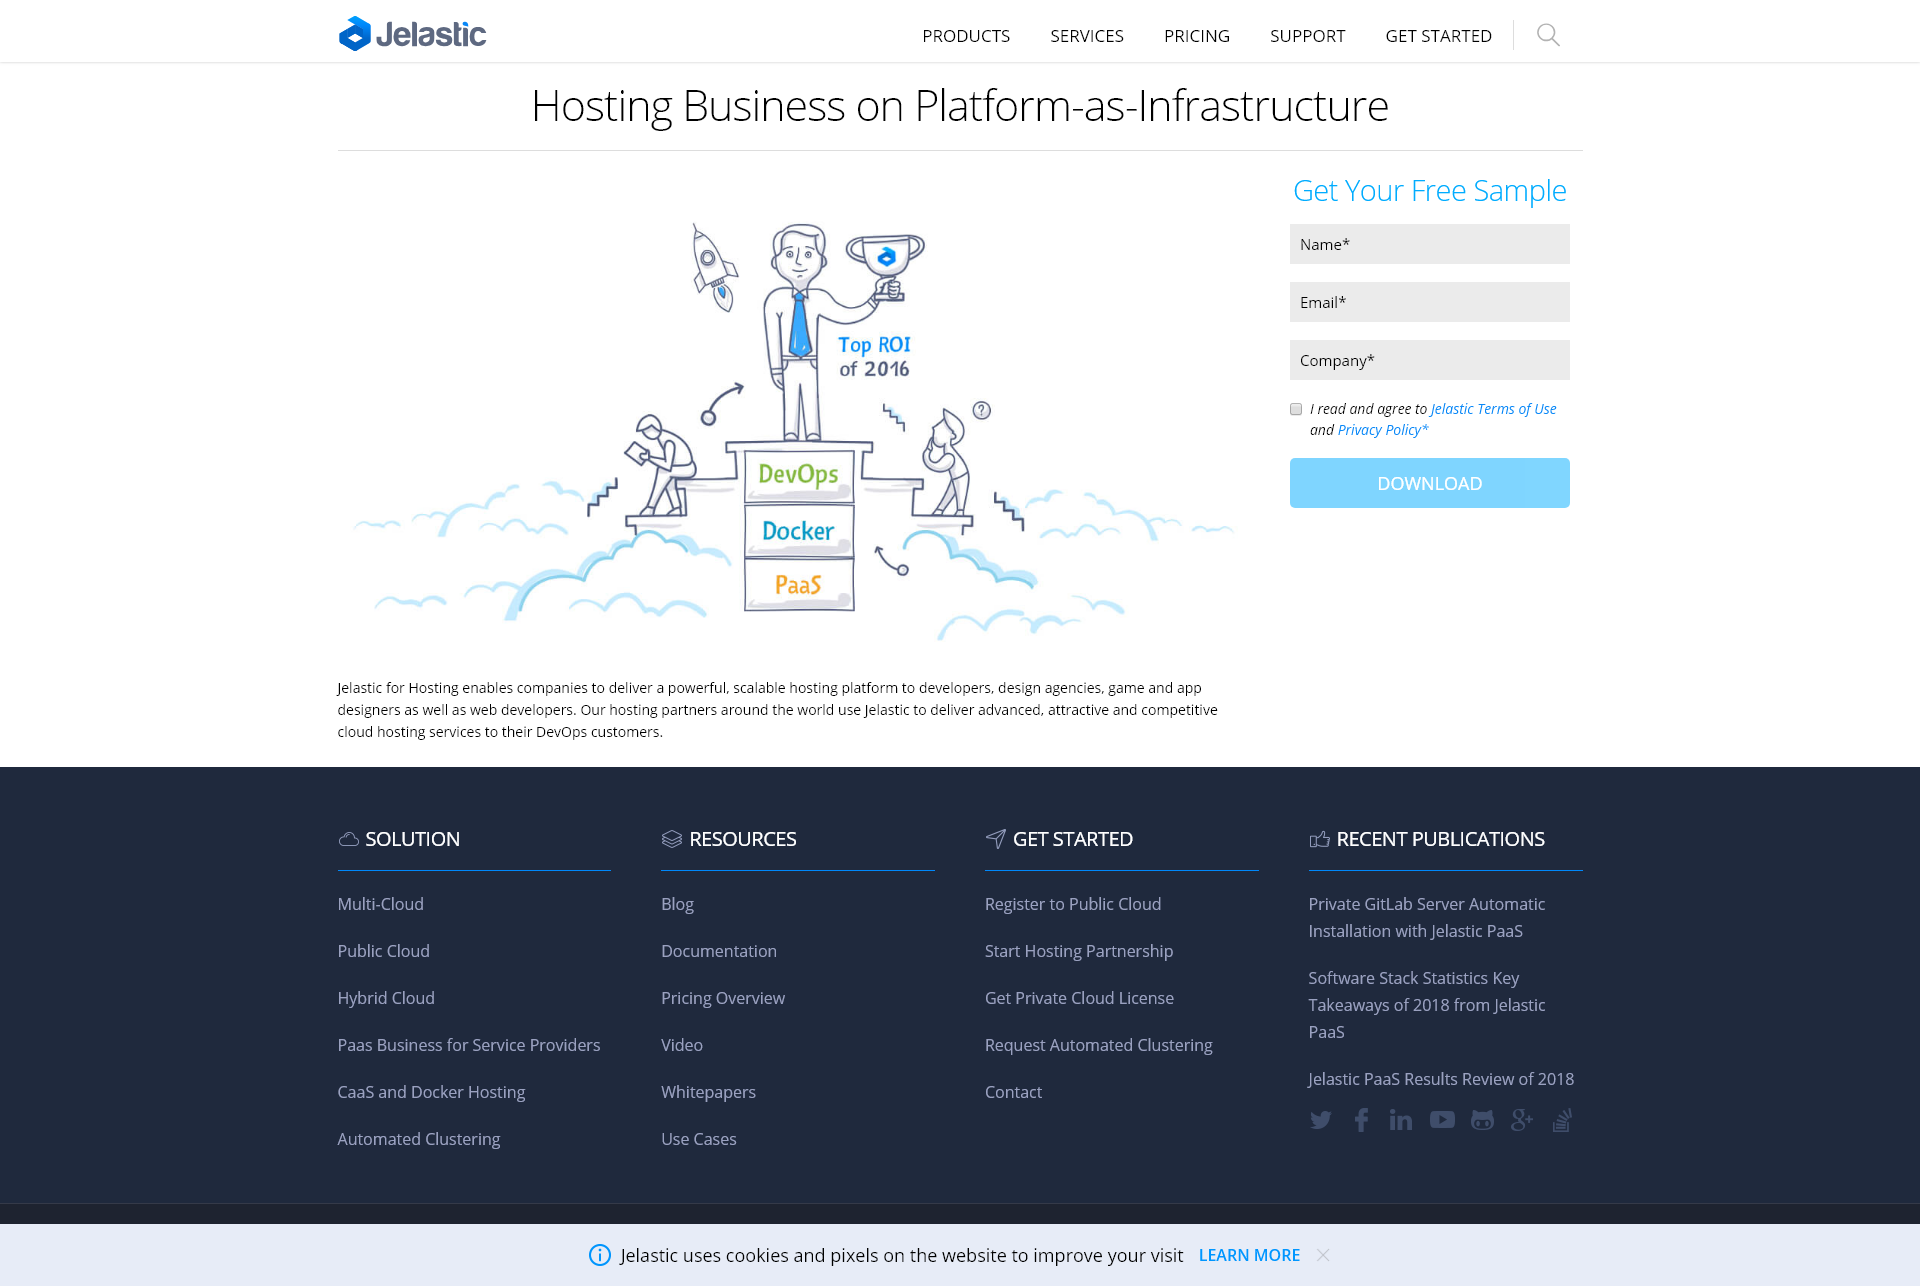 Jelastic
PRODUCTS
SERVICES
PRICING
SUPPORT
GET STARTED
Hosting Business on Platform-as-Infrastructure
Top ROI
of 2016
?
DevOps
Docker
PaaS
Get Your Free Sample
Name*
Email*
Company*
I read and agree to Jelastic Terms of Use
and Privacy Policy*
DOWNLOAD
Jelastic for Hosting enables companies to deliver a powerful, scalable hosting platform to developers, design agencies, game and app
designers as well as web developers. Our hosting partners around the world use Jelastic to deliver advanced, attractive and competitive
cloud hosting services to their DevOps customers.
SOLUTION
Multi-Cloud
Public Cloud
Hybrid Cloud
Paas Business for Service Providers
CaaS and Docker Hosting
Automated Clustering
RESOURCES
Blog
Documentation
Pricing Overview
Video
Whitepapers
Use Cases
GET STARTED
Register to Public Cloud
Start Hosting Partnership
Get Private Cloud License
Request Automated Clustering
Contact
RECENT PUBLICATIONS
Private GitLab Server Automatic
Installation with Jelastic PaaS
Software Stack Statistics Key
Takeaways of 2018 from Jelastic
PaaS
Jelastic PaaS Results Review of 2018
Jelastic uses cookies and pixels on the website to improve your visit LEARN MORE